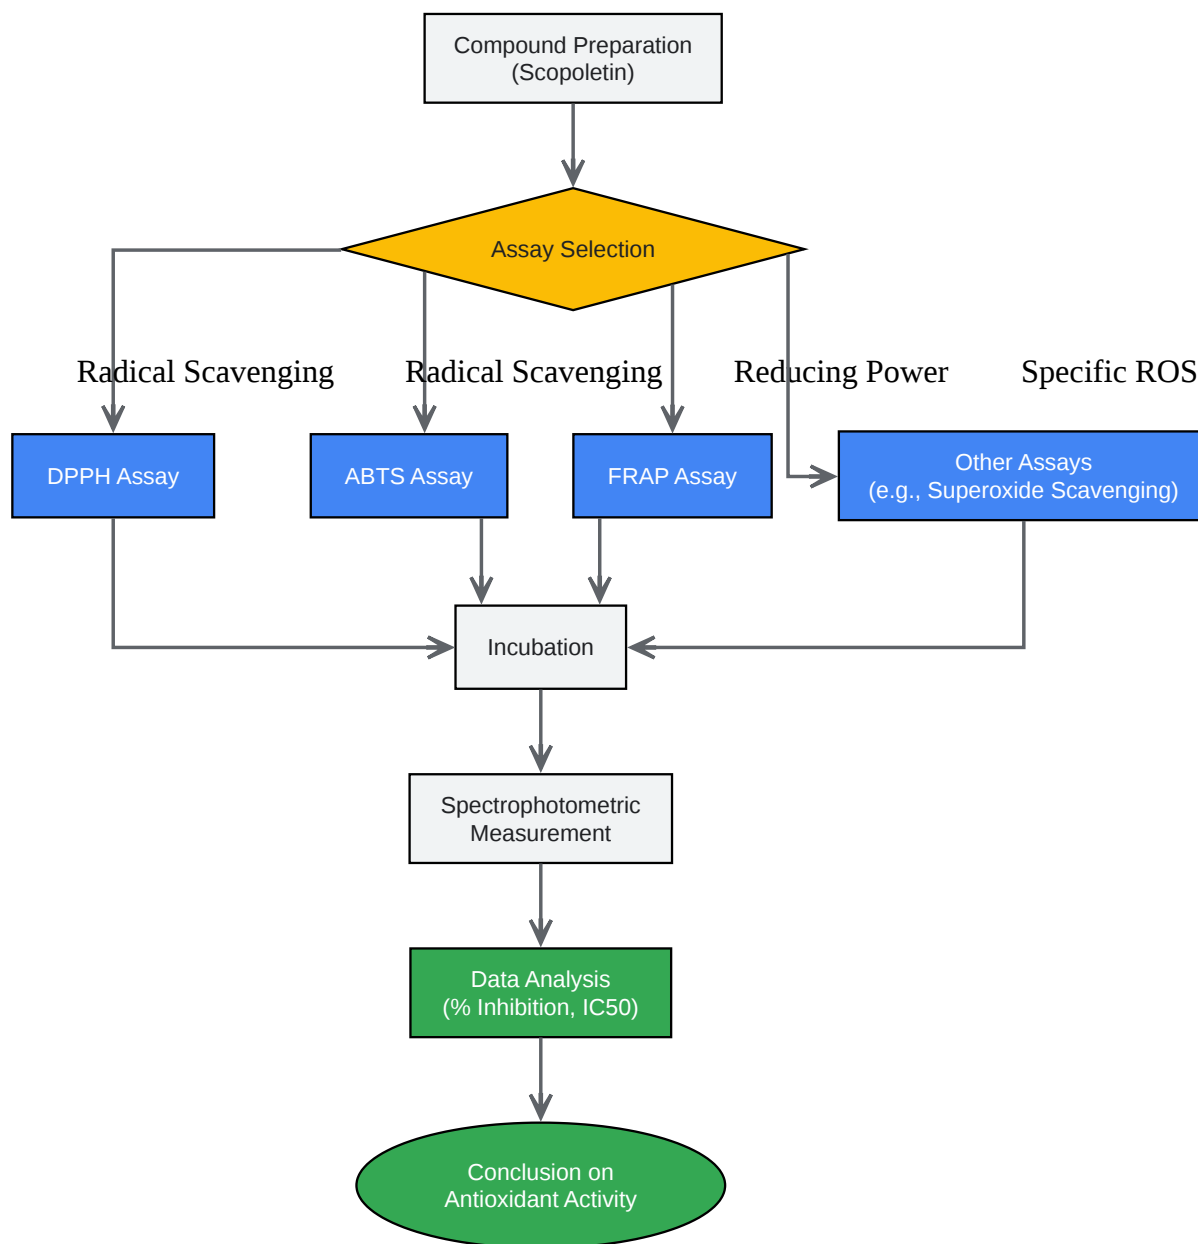 Compound Preparation
(Scopoletin)
Assay Selection
Radical Scavenging
Radical Scavenging
Reducing Power
Specific ROS
DPPH Assay
ABTS Assay
FRAP Assay
Other Assays
(e.g., Superoxide Scavenging)
Incubation
Spectrophotometric
Measurement
Data Analysis
(% Inhibition, IC50)
Conclusion on
Antioxidant Activity